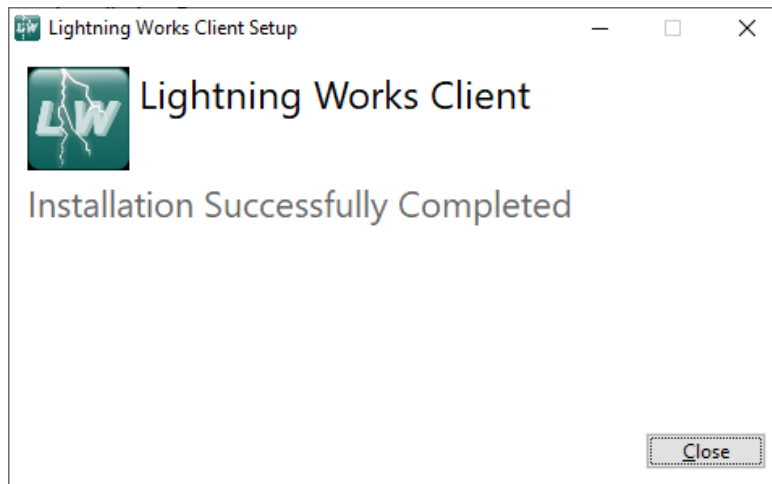 Lightning Works Client Setup
LW
Lightning Works Client
Installation Successfully Completed
Close